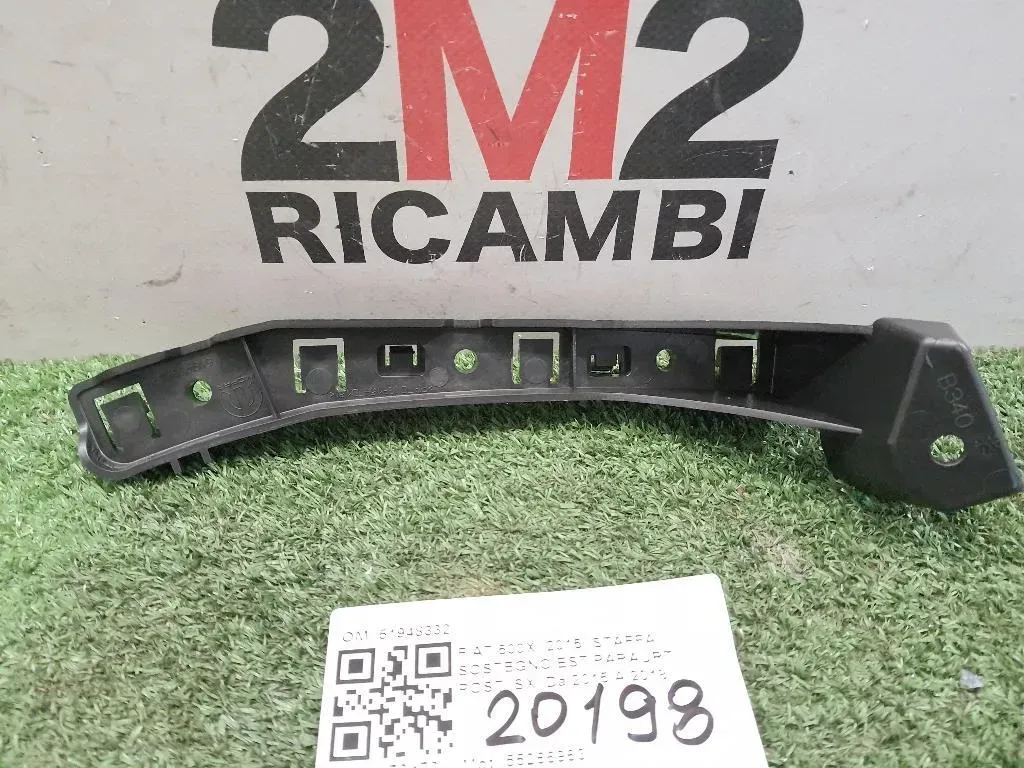 2M2
RICAMBI
B340
OM 51948332
FIAT 500X 2015 STAFFA
SOSTEGNO EST PARAURT
POST. SX Da 2015 A 2018
20198